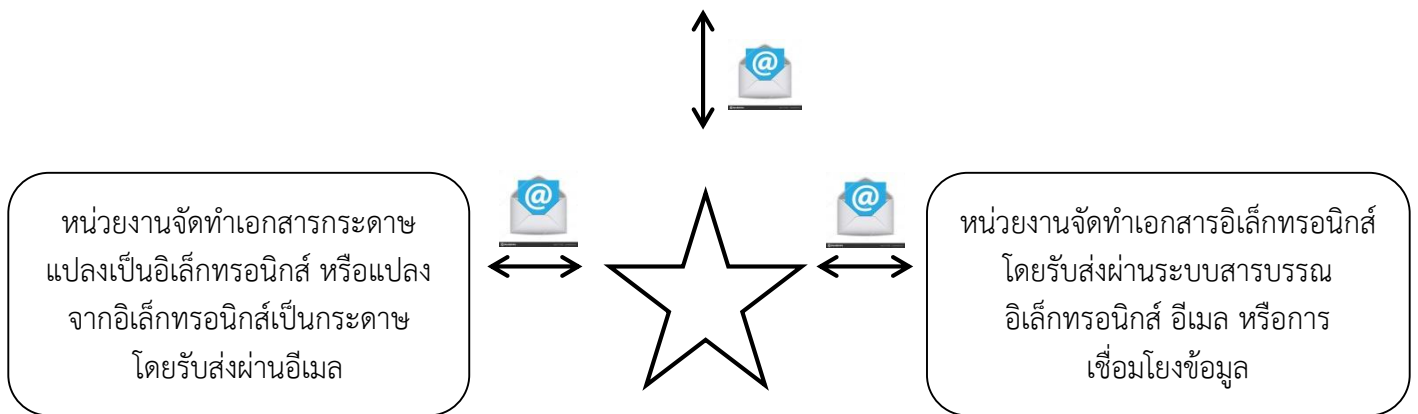 @
@
@
หน่วยงานจัดทำเอกสารกระดาษ
แปลงเป็นอิเล็กทรอนิกส์ หรือแปลง
จากอิเล็กทรอนิกส์เป็นกระดาษ
โดยรับส่งผ่านอีเมล
หน่วยงานจัดทำเอกสารอิเล็กทรอนิกส์
โดยรับส่งผ่านระบบสารบรรณ
อิเล็กทรอนิกส์ อีเมล หรือการ
เชื่อมโยงข้อมูล